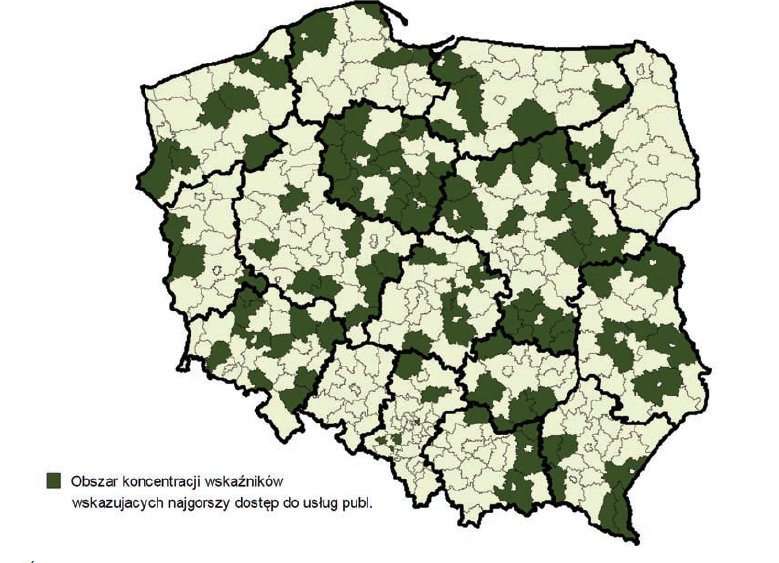 Obszar koncentracji wskaźników
wskazujacych najgorszy dostęp do usług publ.